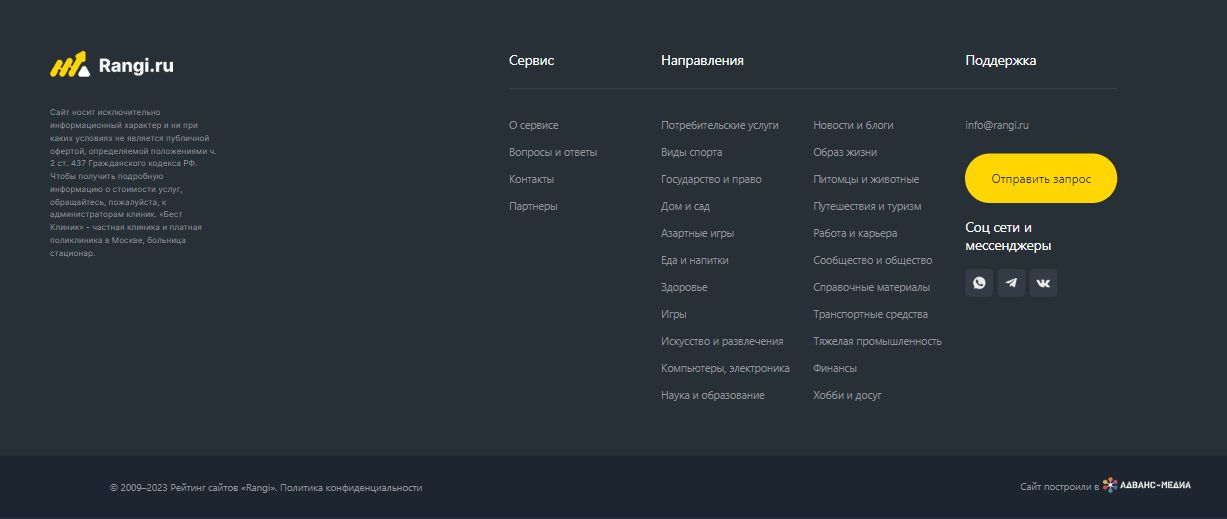 Rangi.ru
Сайт носит исключительно
информационный характер и ни при
каких условиях не является публичной
офертой, определяемой положениями ч.
2 ст. 437 Гражданского кодекса РФ.
Чтобы получить подробную
информацию о стоимости услуг,
обращайтесь, пожалуйста, к
администраторам клиник. «Бест
Клиник» - частная клиника и платная
поликлиника в Москве, больница
стационар.
Сервис
О сервисе
Вопросы и ответы
Контакты
Партнеры
Направления
Потребительские услуги
Виды спорта
Государство и право
Дом и сад
Азартные игры
Еда и напитки
Здоровье
Игры
Искусство и развлечения
Компьютеры, электроника
Наука и образование
Новости и блоги
Образ жизни
Питомцы и животные
Путешествия и туризм
Работа и карьера
Сообщество и общество
Справочные материалы
Транспортные средства
Тяжелая промышленность
Финансы
Хобби и досуг
Поддержка
info@rangi.ru
Отправить запрос
Соц сети и
мессенджеры
© 2009–2023 Рейтинг сайтов «Rangi». Политика конфиденциальности
Сайт построили в АДВАНС-МЕДИА